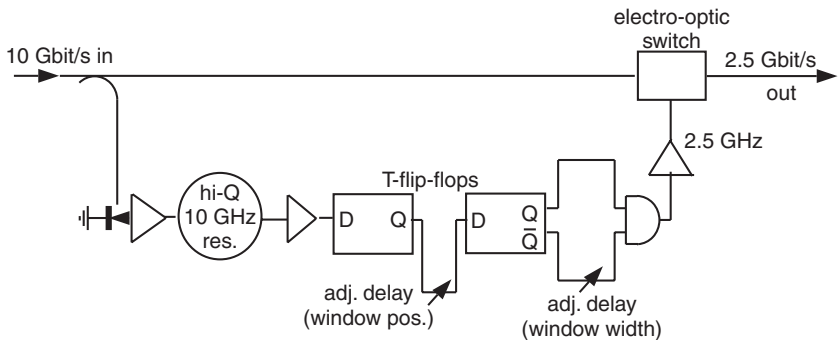 electro-optic
switch
10 Gbit/s in
2.5 Gbit/s
out
2.5 GHz
T-flip-flops
hi-Q
10 GHz
res.
D Q
D Q
Q̅
adj. delay
(window pos.)
adj. delay
(window width)